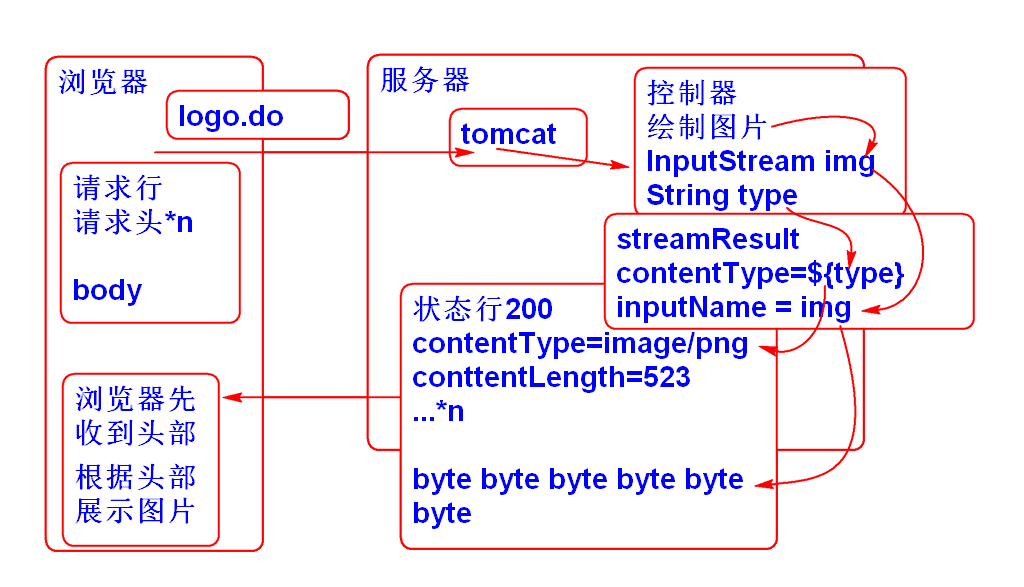 浏览器
logo.do
请求行
请求头*n
body
浏览器先
收到头部
根据头部
展示图片
服务器
tomcat
控制器
绘制图片
InputStream img
String type
streamResult
contentType=${type}
inputName = img
状态行200
contentType=image/png
conttentLength=523
...*n
byte byte byte byte byte
byte